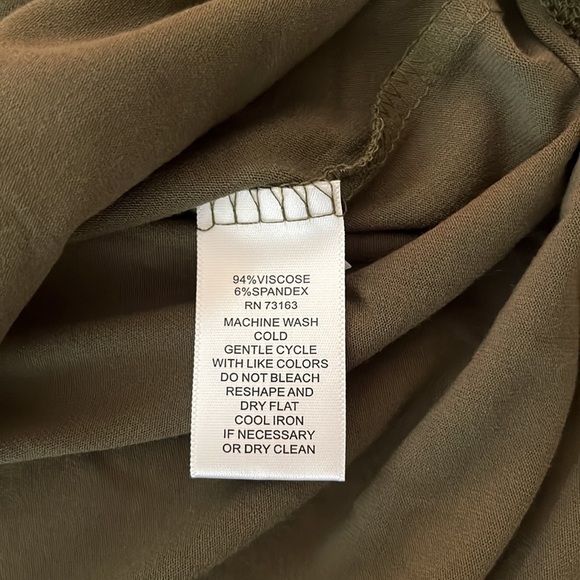 94%VISCOSE
6%SPANDEX
RN 73163
MACHINE WASH
COLD
GENTLE CYCLE
WITH LIKE COLORS
DO NOT BLEACH
RESHAPE AND
DRY FLAT
COOL IRON
IF NECESSARY
OR DRY CLEAN